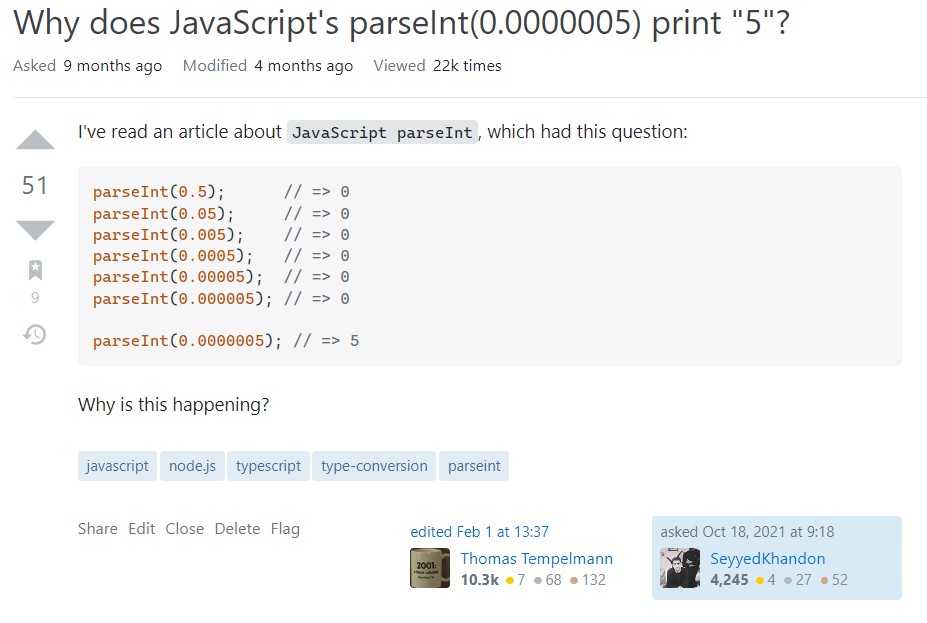 Why does JavaScript's parseInt(0.0000005) print "5"?
Asked 9 months ago Modified 4 months ago Viewed 22k times
I've read an article about JavaScript parseInt, which had this question:
51
9
parseInt(0.5);      // => 0
parseInt(0.05);     // => 0
parseInt(0.005);    // => 0
parseInt(0.0005);   // => 0
parseInt(0.00005);  // => 0
parseInt(0.000005); // => 0
parseInt(0.0000005); // => 5
Why is this happening?
javascript node.js typescript type-conversion parseint
Share Edit Close Delete Flag
edited Feb 1 at 13:37
2001:
Thomas Tempelmann
10.3k 7 68 132
asked Oct 18, 2021 at 9:18
SeyyedKhandon
4,245 4 27 52